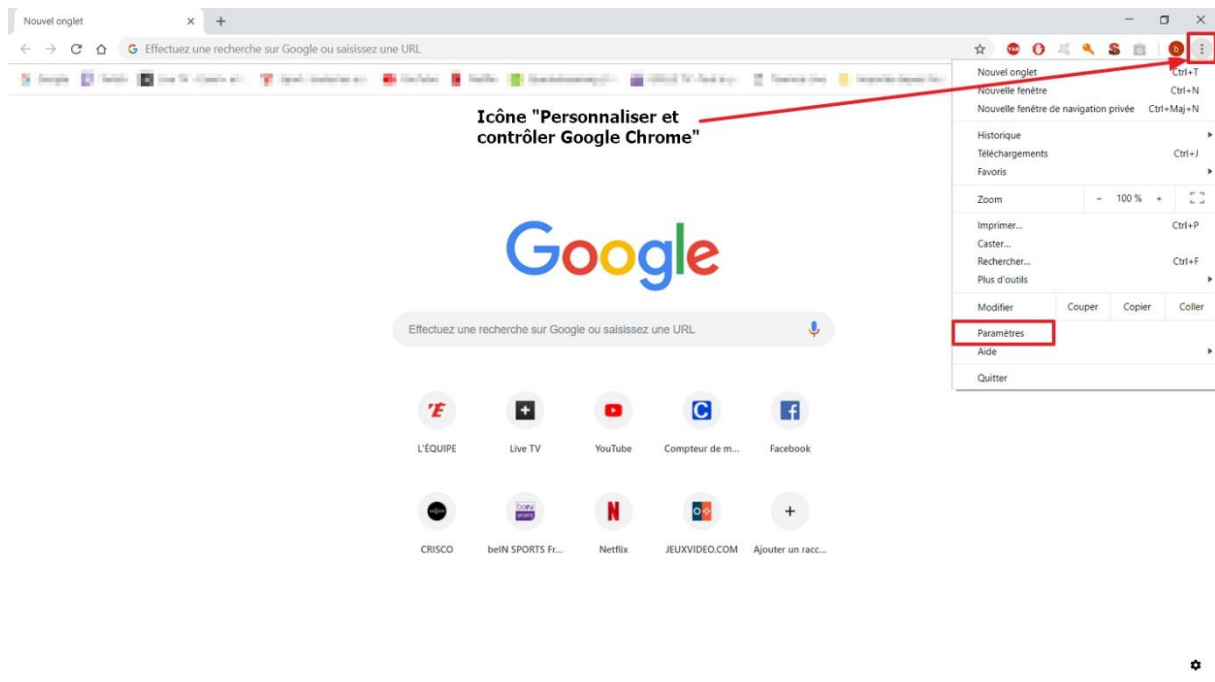 Nouvel onglet
Effectuez une recherche sur Google ou saisissez une URL
b
Nouvel onglet Ctrl+T
Nouvelle fenêtre Ctrl+N
Nouvelle fenêtre de navigation privée Ctrl+Maj+N
Historique
Téléchargements Ctrl+J
Favoris
Zoom - 100 % +
Imprimer... Ctrl+P
Caster...
Rechercher... Ctrl+F
Plus d'outils
Modifier Couper Copier Coller
Paramètres
Aide
Quitter
Icône "Personnaliser et
contrôler Google Chrome"
Google
Effectuez une recherche sur Google ou saisissez une URL
L'ÉQUIPE Live TV YouTube Compteur de m... Facebook
CRISCO beIN SPORTS Fr... Netflix JEUXVIDEO.COM Ajouter un racc...